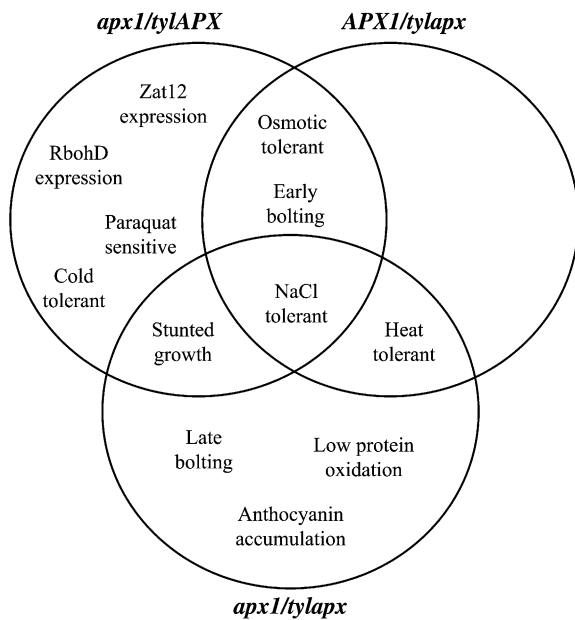 apx1/tylAPX
APX1/tylapx
Zat12
expression
RbohD
expression
Paraquat
sensitive
Cold
tolerant
Osmotic
tolerant
Early
bolting
NaCl
tolerant
Stunted
growth
Heat
tolerant
Late
bolting
Low protein
oxidation
Anthocyanin
accumulation
apx1/tylapx